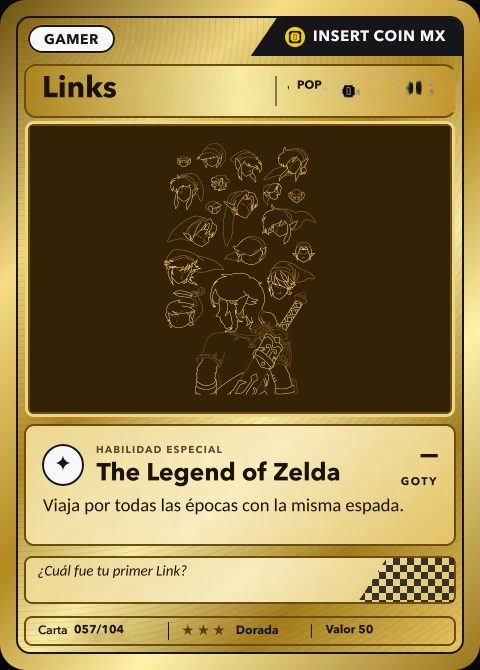 GAMER
INSERT COIN MX
Links
POP
HABILIDAD ESPECIAL
The Legend of Zelda
GOTY
Viaja por todas las épocas con la misma espada.
¿Cuál fue tu primer Link?
Carta 057/104
★★★ Dorada
Valor 50